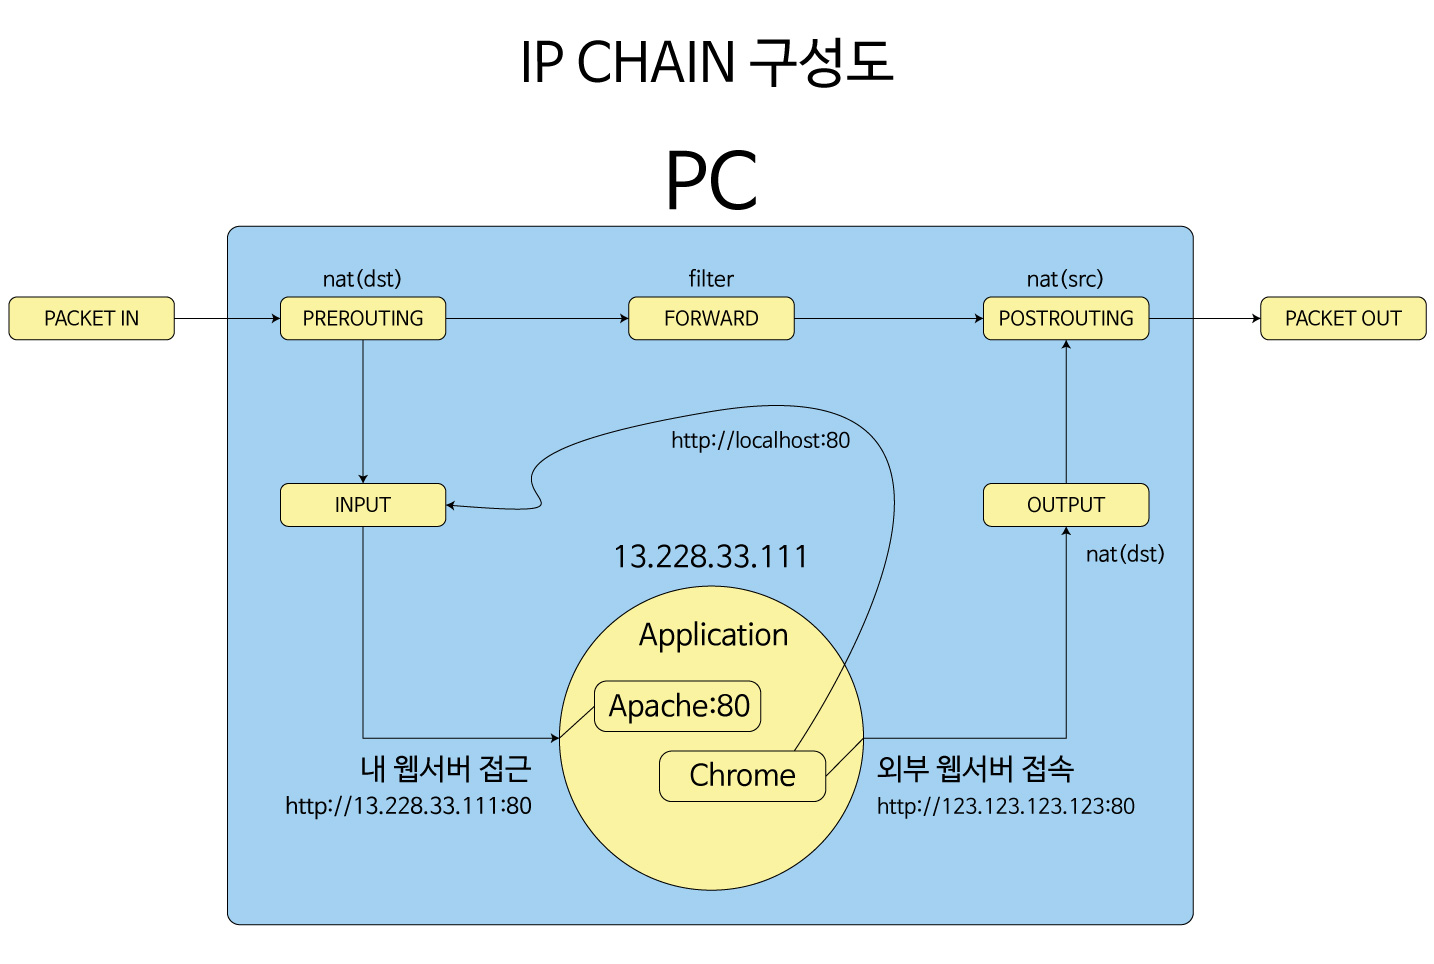 IP CHAIN 구성도
PC
nat(dst)
filter
nat(src)
PACKET IN
PREROUTING
FORWARD
POSTROUTING
PACKET OUT
http://localhost:80
INPUT
OUTPUT
13.228.33.111
nat(dst)
Application
Apache:80
Chrome
내 웹서버 접근
http://13.228.33.111:80
외부 웹서버 접속
http://123.123.123.123:80